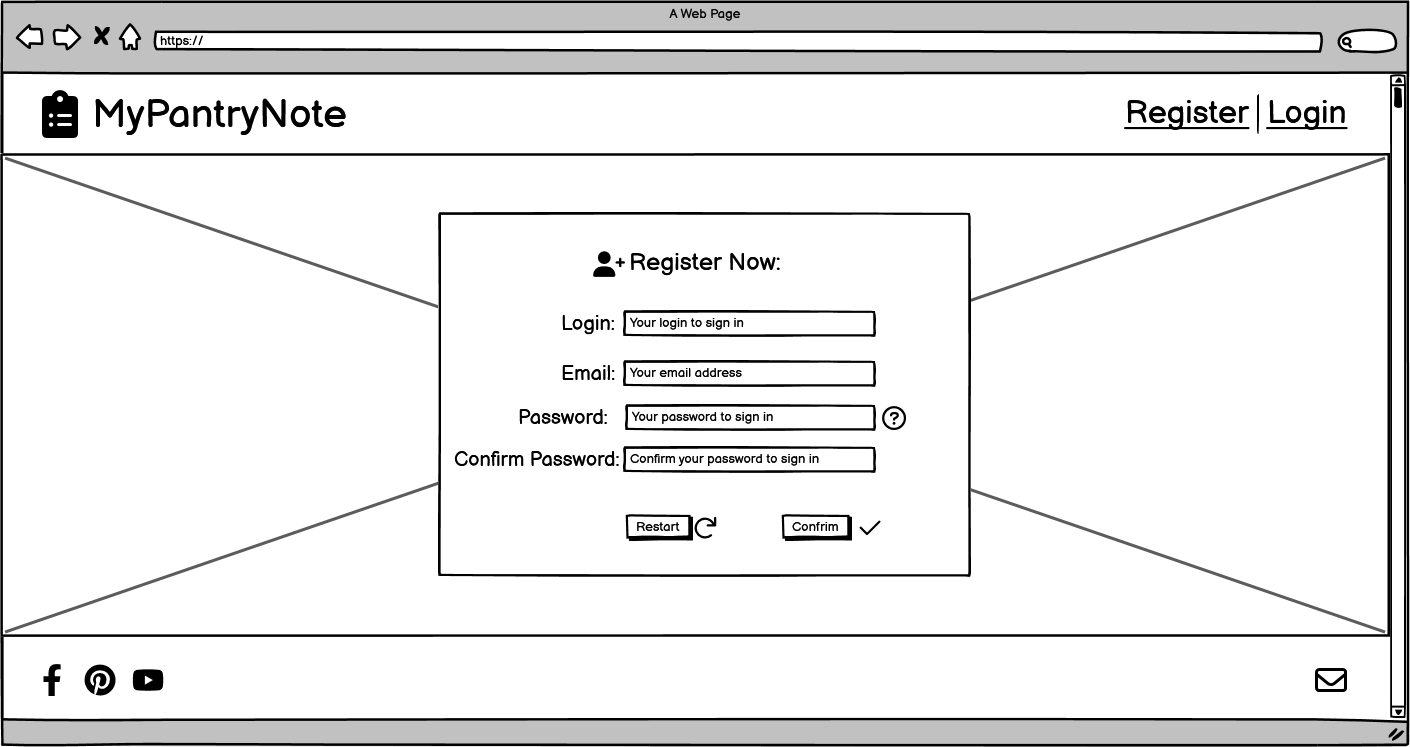 A Web Page
https://
MyPantryNote
Register Login
Register Now:
Login: Your login to sign in
Email: Your email address
Password: Your password to sign in ?
Confirm Password: Confirm your password to sign in
Restart Confrim